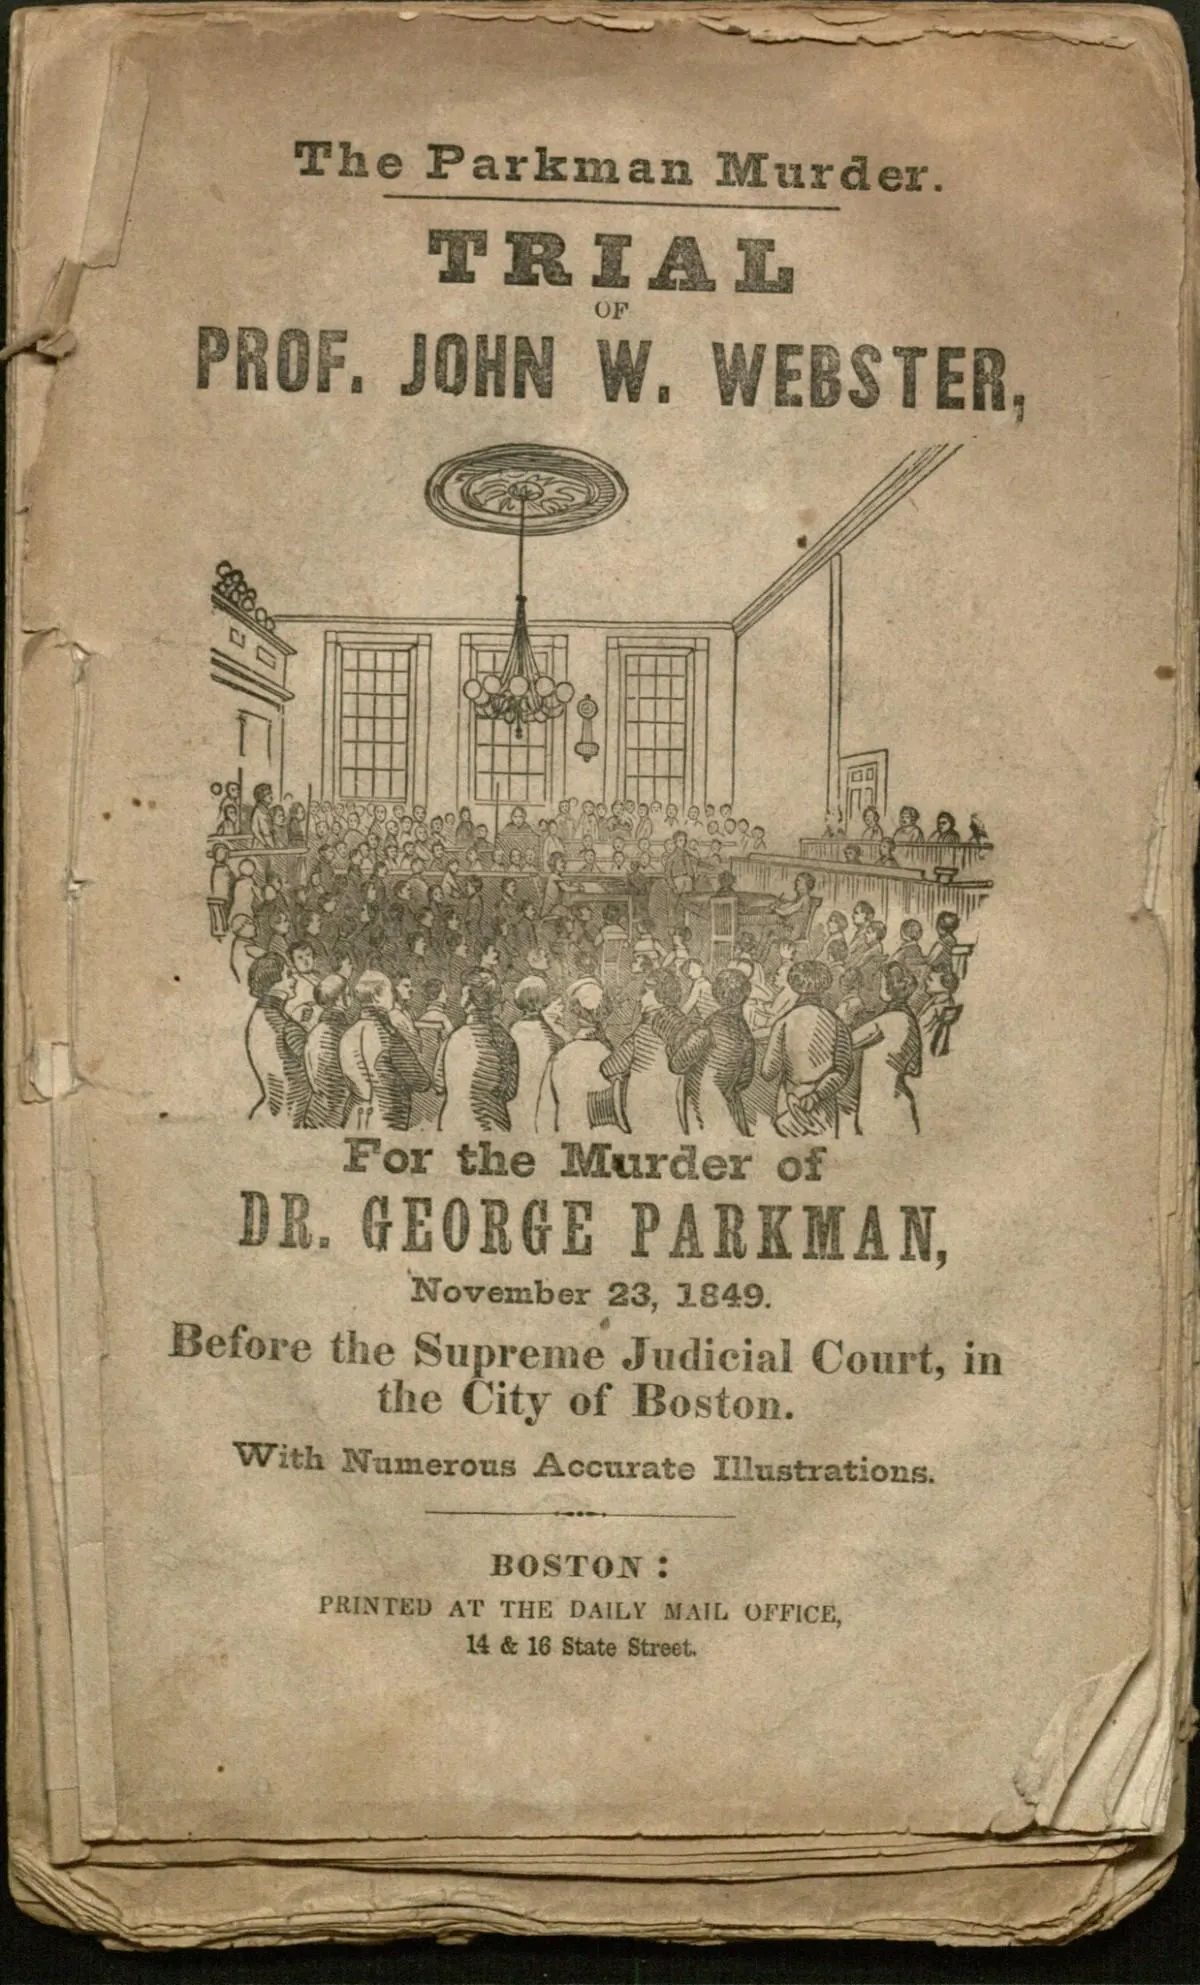 The Parkman Murder.
TRIAL
OF
PROF. JOHN W. WEBSTER,
For the Murder of
DR. GEORGE PARKMAN,
November 23, 1849.
Before the Supreme Judicial Court, in
the City of Boston.
With Numerous Accurate Illustrations.
BOSTON:
PRINTED AT THE DAILY MAIL OFFICE,
14 & 16 State Street.